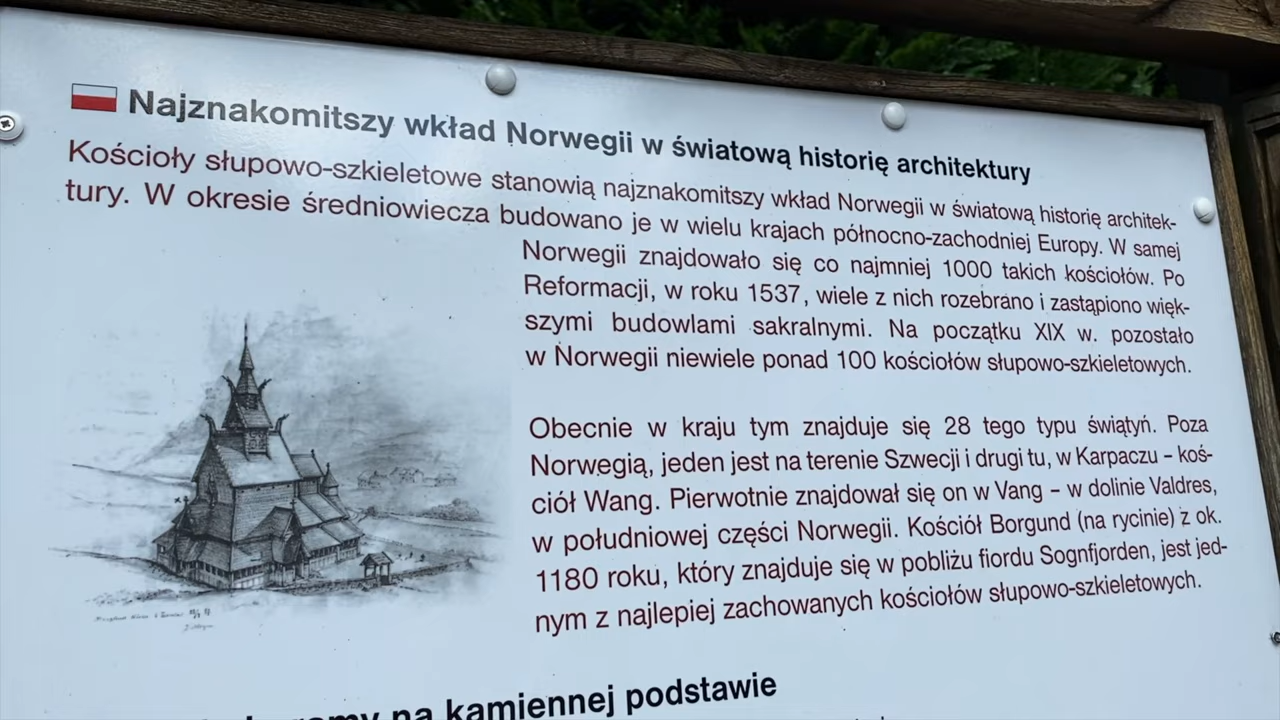 Najznakomitszy wkład Norwegii w światową historię architektury
Kościoły słupowo-szkieletowe stanowią najznakomitszy wkład Norwegii w światową historię architek-
tury. W okresie średniowiecza budowano je w wielu krajach północno-zachodniej Europy. W samej
Norwegii znajdowało się co najmniej 1000 takich kościołów. Po
Reformacji, w roku 1537, wiele z nich rozebrano i zastąpiono więk-
szymi budowlami sakralnymi. Na początku XIX w. pozostało
w Norwegii niewiele ponad 100 kościołów słupowo-szkieletowych.
Obecnie w kraju tym znajduje się 28 tego typu świątyń. Poza
Norwegią, jeden jest na terenie Szwecji i drugi tu, w Karpaczu – koś-
ciół Wang. Pierwotnie znajdował się on w Vang – w dolinie Valdres,
w południowej części Norwegii. Kościół Borgund (na rycinie) z ok.
1180 roku, który znajduje się w pobliżu fiordu Sognfjorden, jest jed-
nym z najlepiej zachowanych kościołów słupowo-szkieletowych.
na kamiennej podstawie